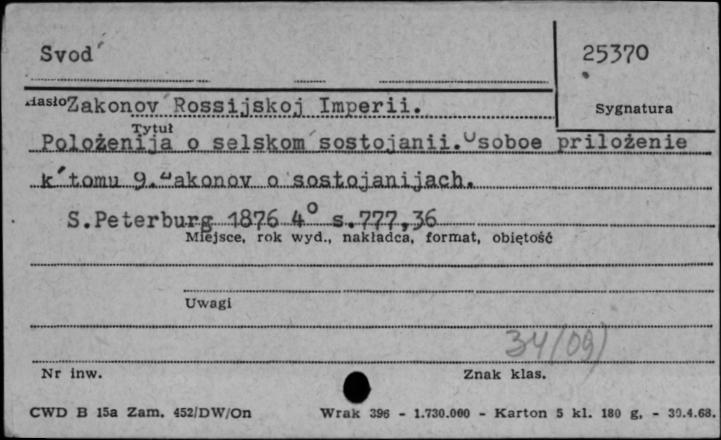 Svod'
25370
Hasło Zakonov' Rossijskoj Imperii.
Sygnatura
Tytuł
Položenija o selskom' sostojanii. Osoboe priloženie
k' tomu 9. Zakonov o sostojanijach.
S.Peterburg 1876 4° s.777,36
Miejsce, rok wyd., nakładca, format, objętość
Uwagi
34/09)
Nr inw.
Znak klas.
CWD B 15a Zam. 452/DW/On
Wrak 396 - 1.730.000 - Karton 5 kl. 180 g. - 30.4.68.